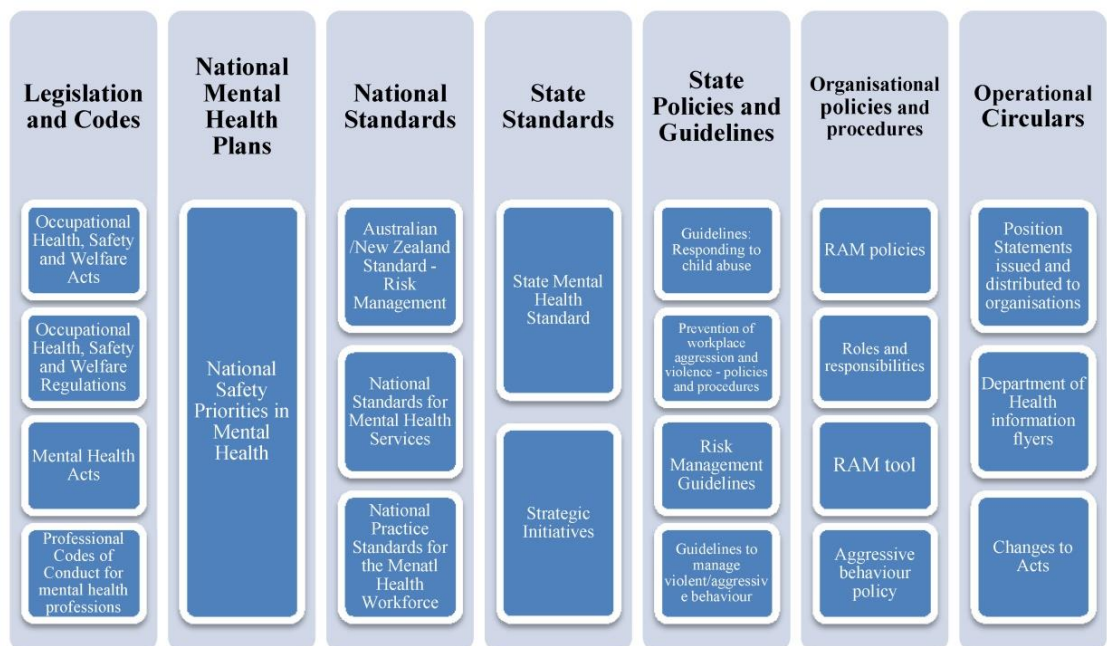 Legislation
and Codes
Occupational
Health, Safety
and Welfare
Acts
Occupational
Health, Safety
and Welfare
Regulations
Mental Health
Acts
Professional
Codes of
Conduct for
mental health
professions
National
Mental
Health
Plans
National
Safety
Priorities in
Mental
Health
National
Standards
Australian
/New Zealand
Standard -
Risk
Management
National
Standards for
Mental Health
Services
National
Practice
Standards for
the Menatl
Health
Workforce
State
Standards
State Mental
Health
Standard
Strategic
Initiatives
State
Policies and
Guidelines
Guidelines:
Responding to
child abuse
Prevention of
workplace
aggression and
violence - policies
and procedures
Risk
Management
Guidelines
Guidelines to
manage
violent/aggressiv
e behaviour
Organisational
policies and
procedures
RAM policies
Roles and
responsibilities
RAM tool
Aggressive
behaviour
policy
Operational
Circulars
Position
Statements
issued and
distributed to
organisations
Department of
Health
information
flyers
Changes to
Acts